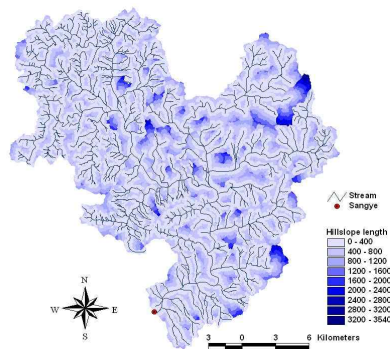 Stream
Sangye
Hillslope length
0 - 400
400 - 800
800 - 1200
1200 - 1600
1600 - 2000
2000 - 2400
2400 - 2800
2800 - 3200
3200 - 3540
N
W E
S
3 0 3 6
Kilometers